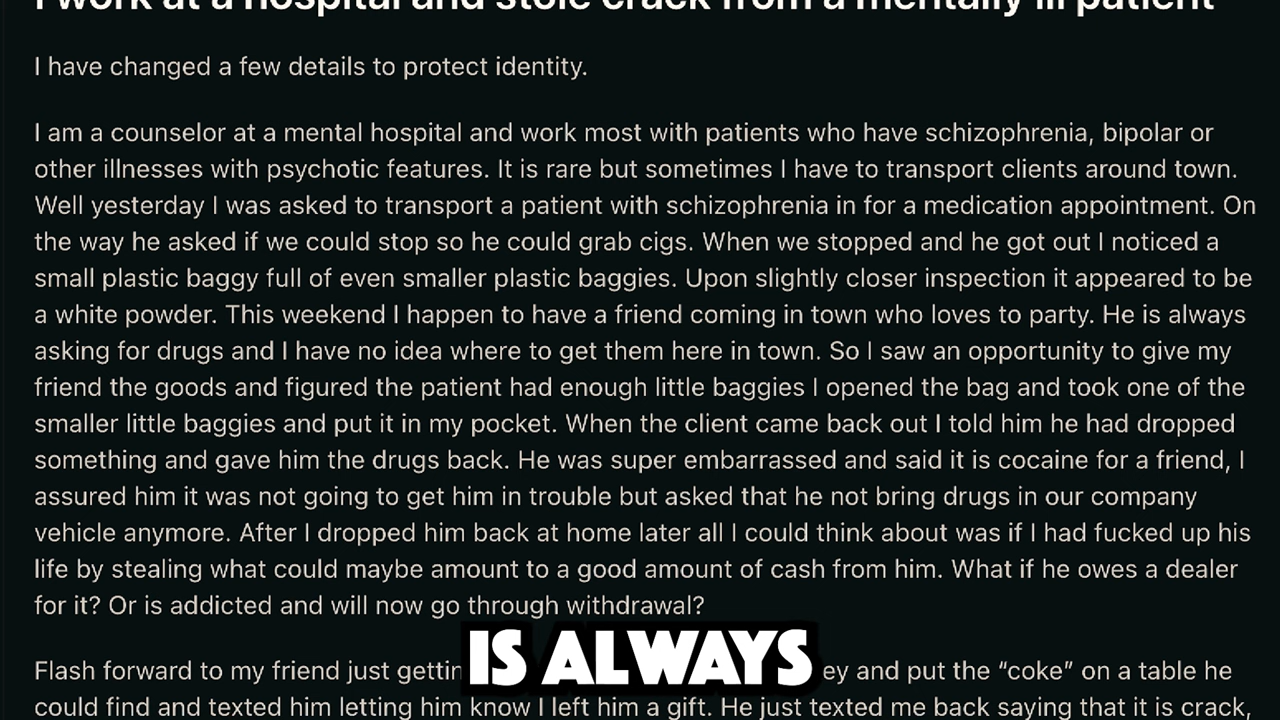 I work at a hospital and stole crack from a mentally ill patient
I have changed a few details to protect identity.
I am a counselor at a mental hospital and work most with patients who have schizophrenia, bipolar or
other illnesses with psychotic features. It is rare but sometimes I have to transport clients around town.
Well yesterday I was asked to transport a patient with schizophrenia in for a medication appointment. On
the way he asked if we could stop so he could grab cigs. When we stopped and he got out I noticed a
small plastic baggy full of even smaller plastic baggies. Upon slightly closer inspection it appeared to be
a white powder. This weekend I happen to have a friend coming in town who loves to party. He is always
asking for drugs and I have no idea where to get them here in town. So I saw an opportunity to give my
friend the goods and figured the patient had enough little baggies I opened the bag and took one of the
smaller little baggies and put it in my pocket. When the client came back out I told him he had dropped
something and gave him the drugs back. He was super embarrassed and said it is cocaine for a friend, I
assured him it was not going to get him in trouble but asked that he not bring drugs in our company
vehicle anymore. After I dropped him back at home later all I could think about was if I had fucked up his
life by stealing what could maybe amount to a good amount of cash from him. What if he owes a dealer
for it? Or is addicted and will now go through withdrawal?
IS ALWAYS
Flash forward to my friend just and put the “coke” on a table he
could find and texted him letting him know I left him a gift. He just texted me back saying that it is crack,